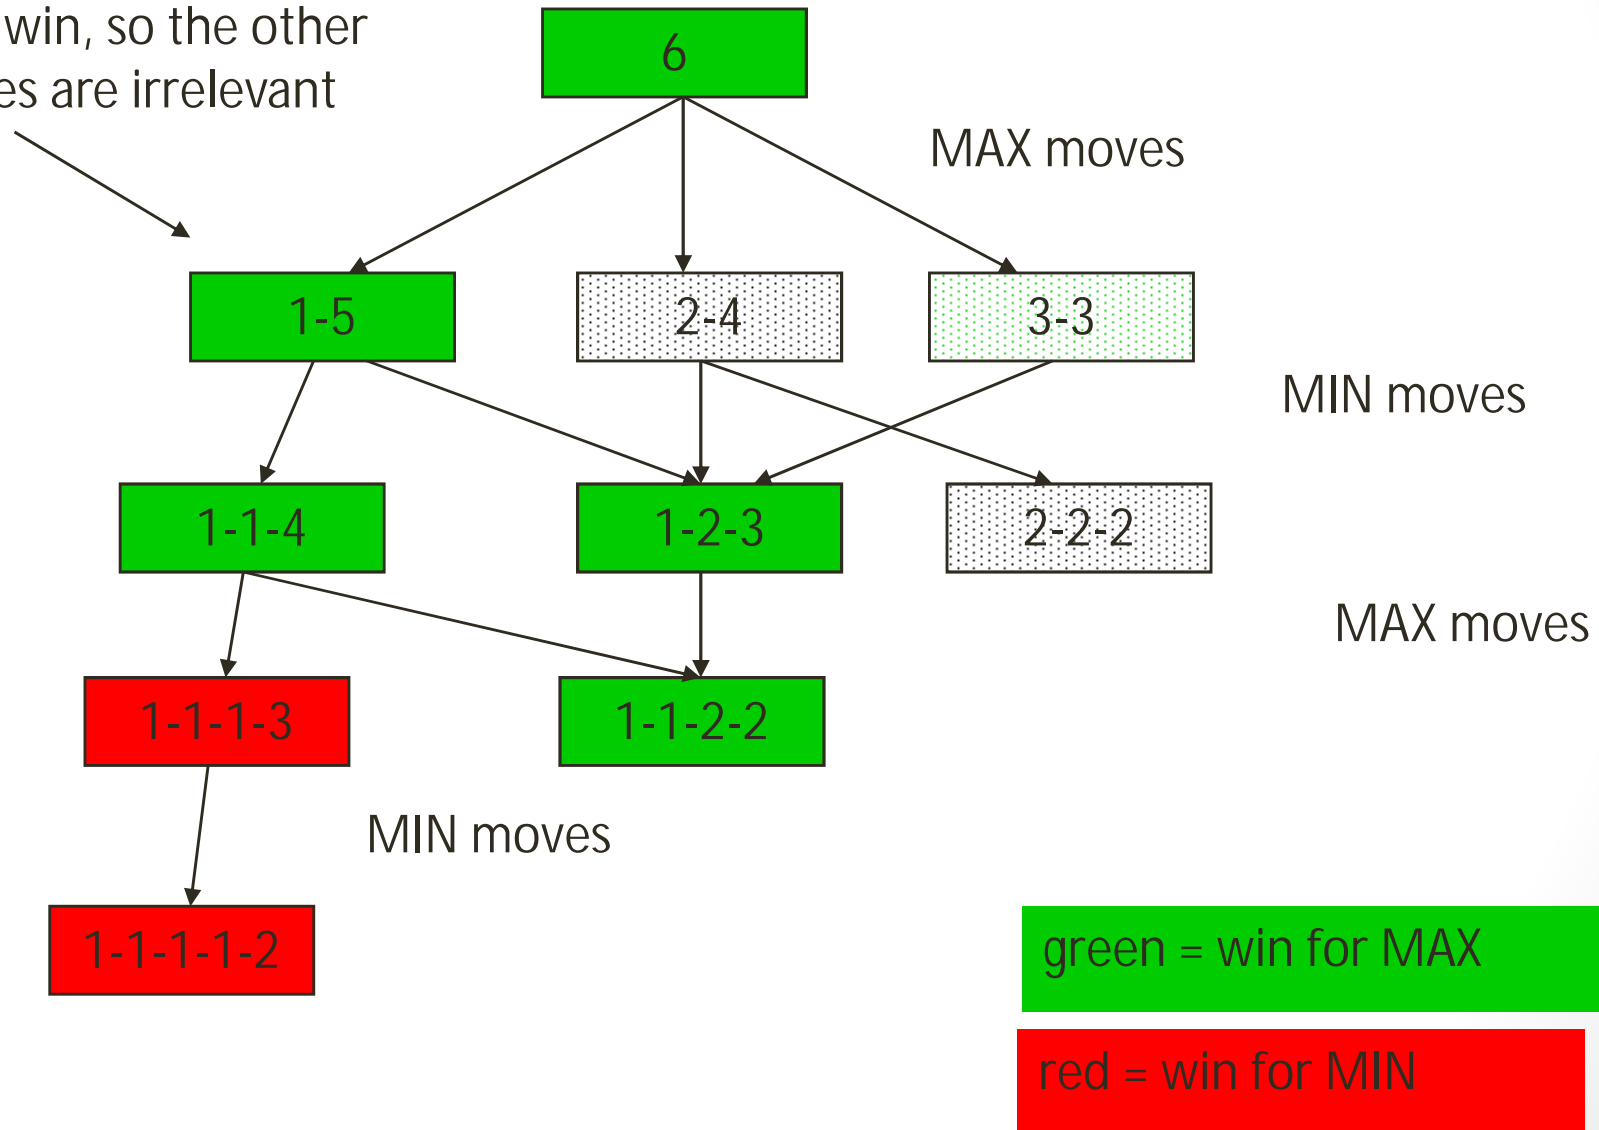 win, so the other
es are irrelevant
6
MAX moves
1-5
2-4
3-3
MIN moves
1-1-4
1-2-3
2-2-2
MAX moves
1-1-1-3
1-1-2-2
MIN moves
1-1-1-1-2
green = win for MAX
red = win for MIN